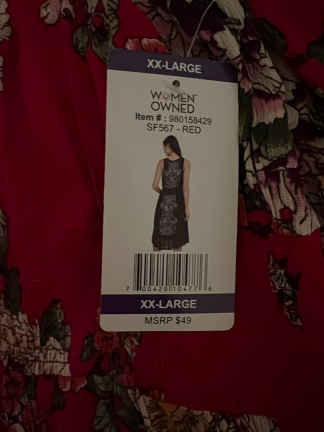 XX-LARGE
WOMEN
OWNED
Item # : 980158429
SF567 - RED
XX-LARGE
MSRP $49